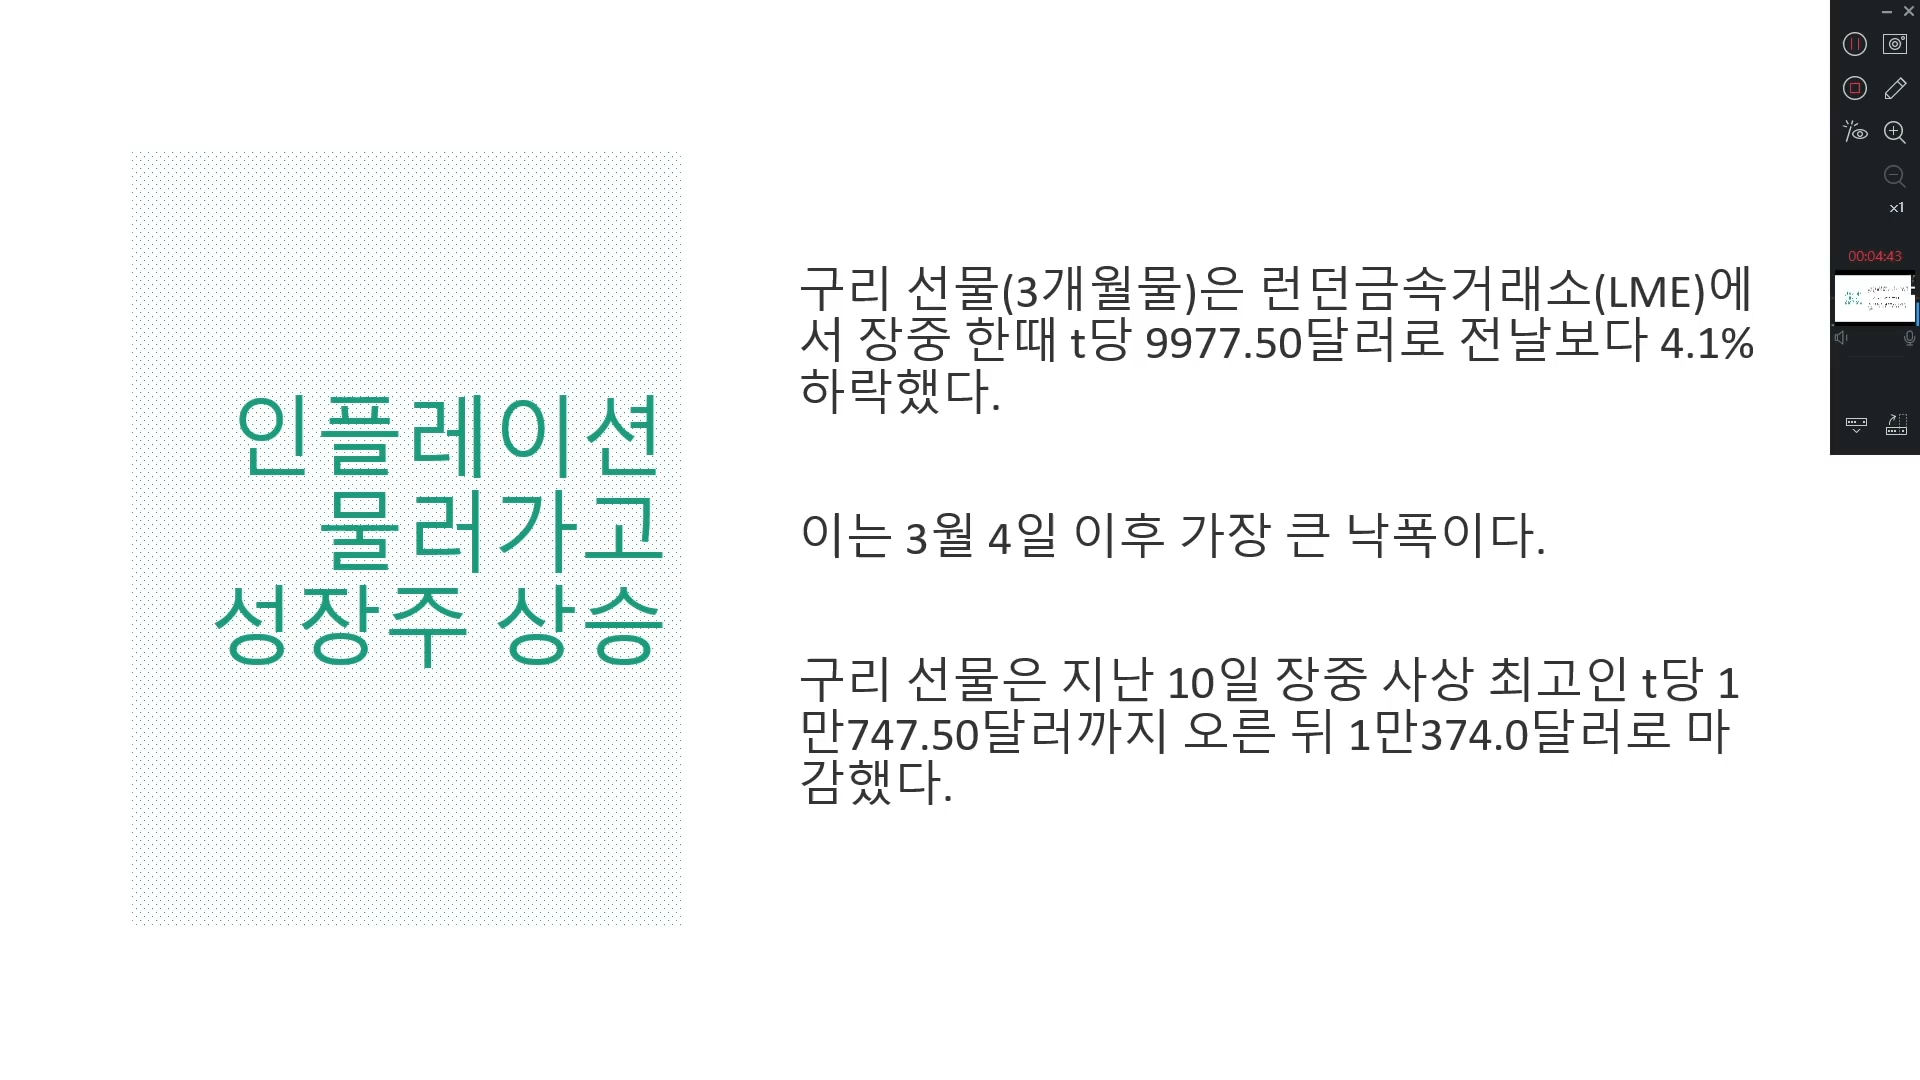 인플레이션
물러가고
성장주 상승
구리 선물(3개월물)은 런던금속거래소(LME)에
서 장중 한때 t당 9977.50달러로 전날보다 4.1%
하락했다.
이는 3월 4일 이후 가장 큰 낙폭이다.
구리 선물은 지난 10일 장중 사상 최고인 t당 1
만747.50달러까지 오른 뒤 1만374.0달러로 마
감했다.
x1
00:04:43